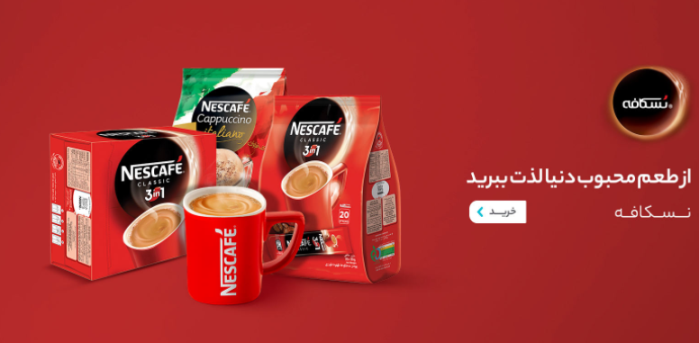 نسكافه
از طعم محبوب دنیا لذت ببرید
نسکافه
خرید
NESCAFÉ
Cappuccino
italiano
NESCAFÉ
CLASSIC
3in1
20
NESCAFÉ
CLASSIC
3in1
NESCAFÉ